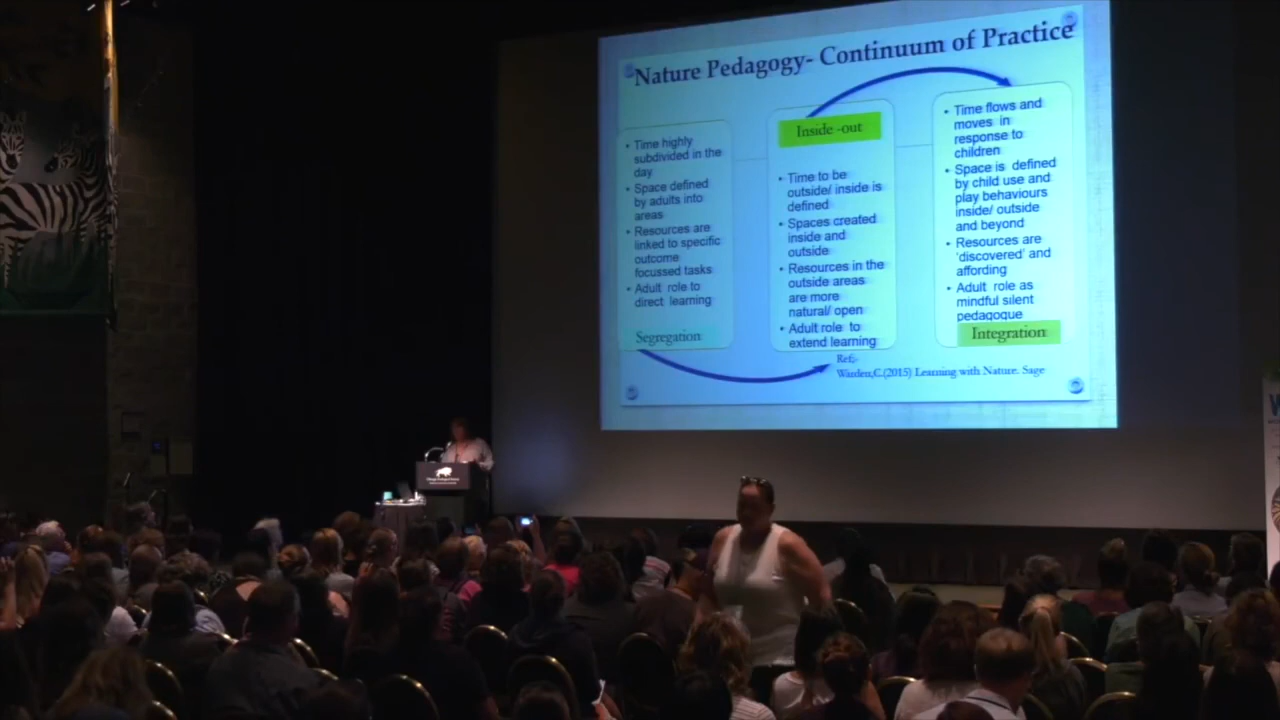 Nature Pedagogy- Continuum of Practice
• Time highly
subdivided in the
day
• Space defined
by adults into
areas
• Resources are
linked to specific
outcome
focussed tasks
• Adult role to
direct learning
Segregation
Inside -out
• Time to be
outside/ inside is
defined
• Spaces created
inside and
outside
• Resources in the
outside areas
are more
natural/ open
• Adult role to
extend learning
• Time flows and
moves in
response to
children
• Space is defined
by child use and
play behaviours
inside/ outside
and beyond
• Resources are
‘discovered’ and
affording
• Adult role as
mindful silent
pedagogue
Integration
Ref;-
Warden,C.(2015) Learning with Nature. Sage